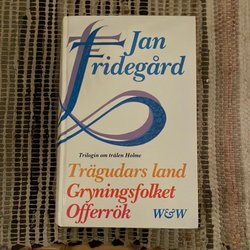 Jan
Fridegård
Trilogin om trälen Holme
Trägudars land
Gryningsfolket
Offerrök W&W